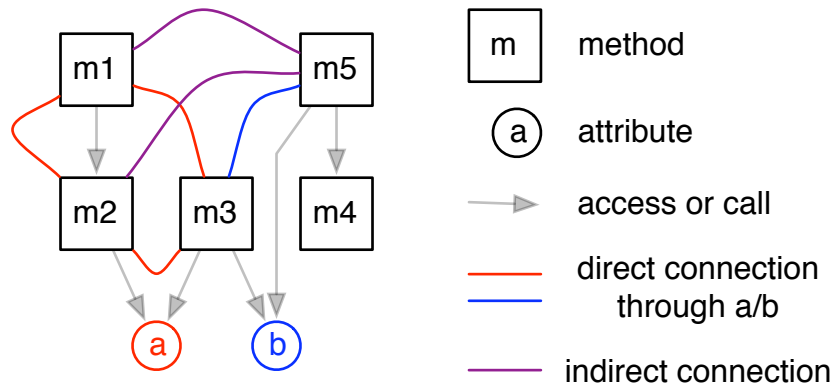 m1
m5
m
method
a
attribute
m2
m3
m4
access or call
direct connection
through a/b
a
b
indirect connection